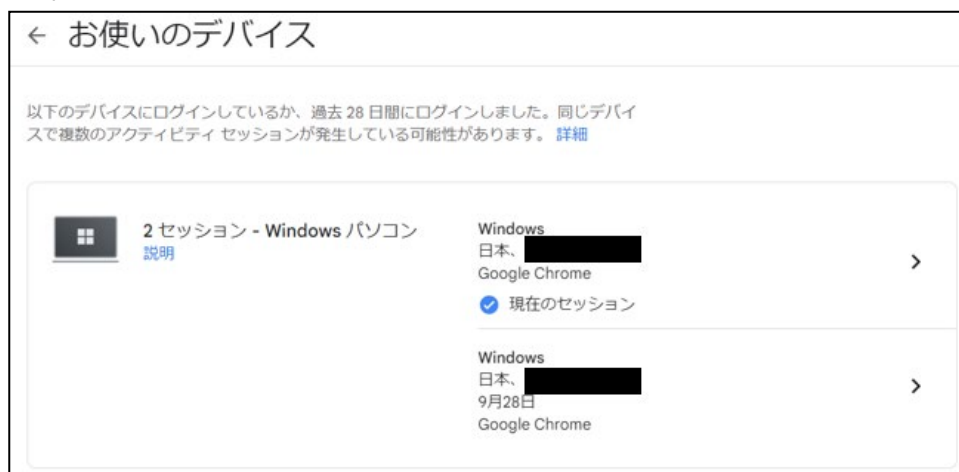 ← お使いのデバイス
以下のデバイスにログインしているか、過去 28 日間にログインしました。同じデバイ
スで複数のアクティビティ セッションが発生している可能性があります。 詳細
2 セッション - Windows パソコン
説明
Windows
日本、
Google Chrome
現在のセッション
Windows
日本、
9月28日
Google Chrome